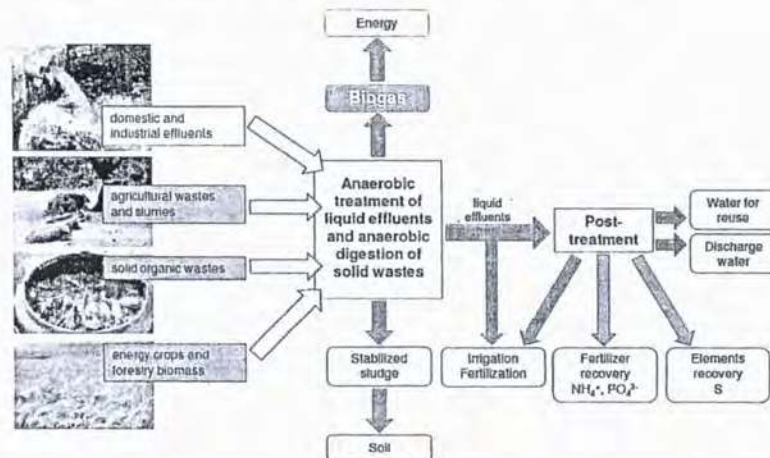 Energy
Biogas
domestic and
industrial effluents
agricultural wastes
and slurries
solid organic wastes
energy crops and
forestry biomass
Anaerobic
treatment of
liquid effluents
and anaerobic
digestion of
solid wastes
liquid
effluents
Post-
treatment
Water for
reuse
Discharge
water
Stabilized
sludge
Soil
Irrigation
Fertilization
Fertilizer
recovery
NH₄⁺, PO₄³⁻
Elements
recovery
S